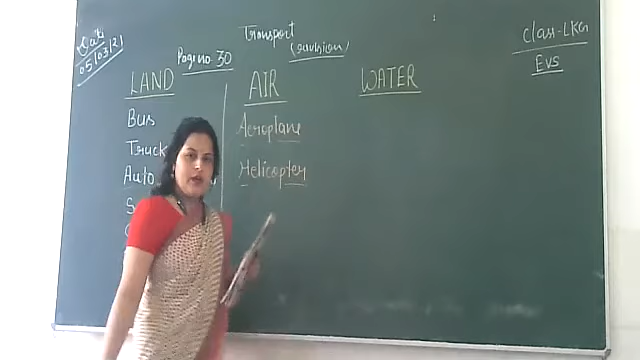 Transport
(revision)
Class-LKG
EVS
05/03/21
Page no. 30
LAND
AIR
WATER
Bus
Truck
Auto
Aeroplane
Helicopter